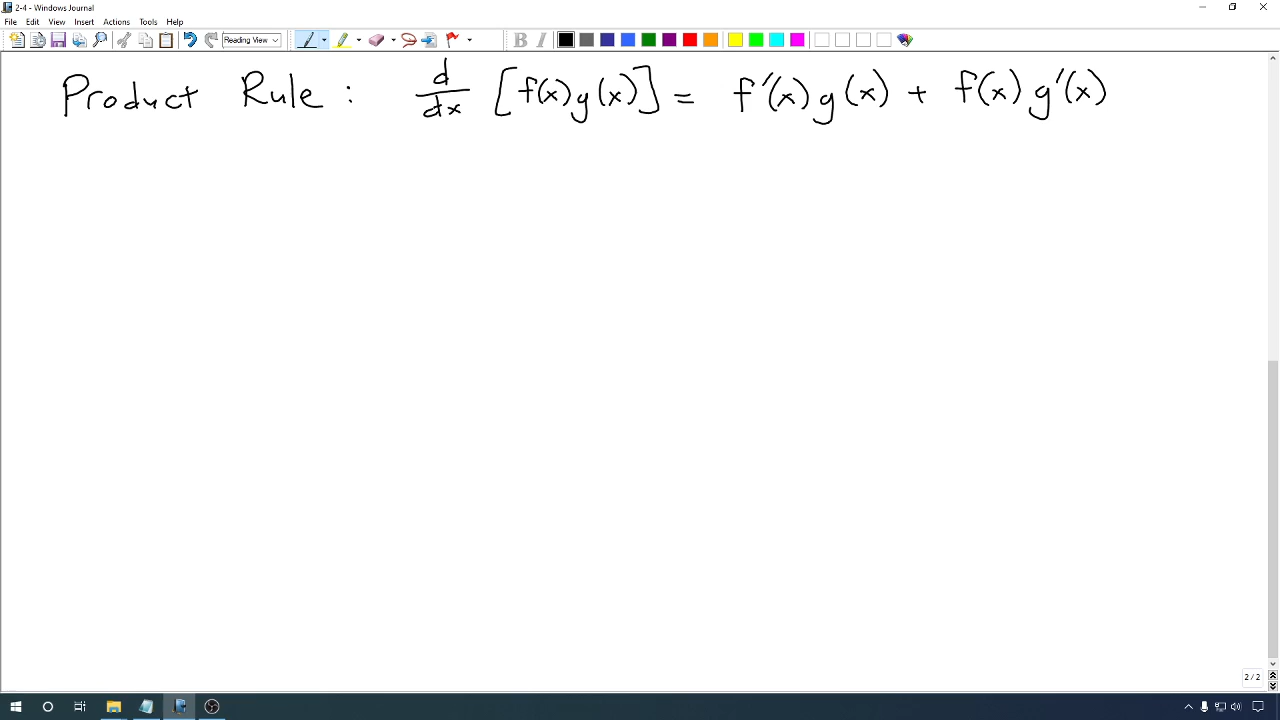 2-4 - Windows Journal
File Edit View Insert Actions Tools Help
Reading View B I
Product Rule : d/dx [f(x)g(x)] = f'(x)g(x) + f(x)g'(x)
2 / 2